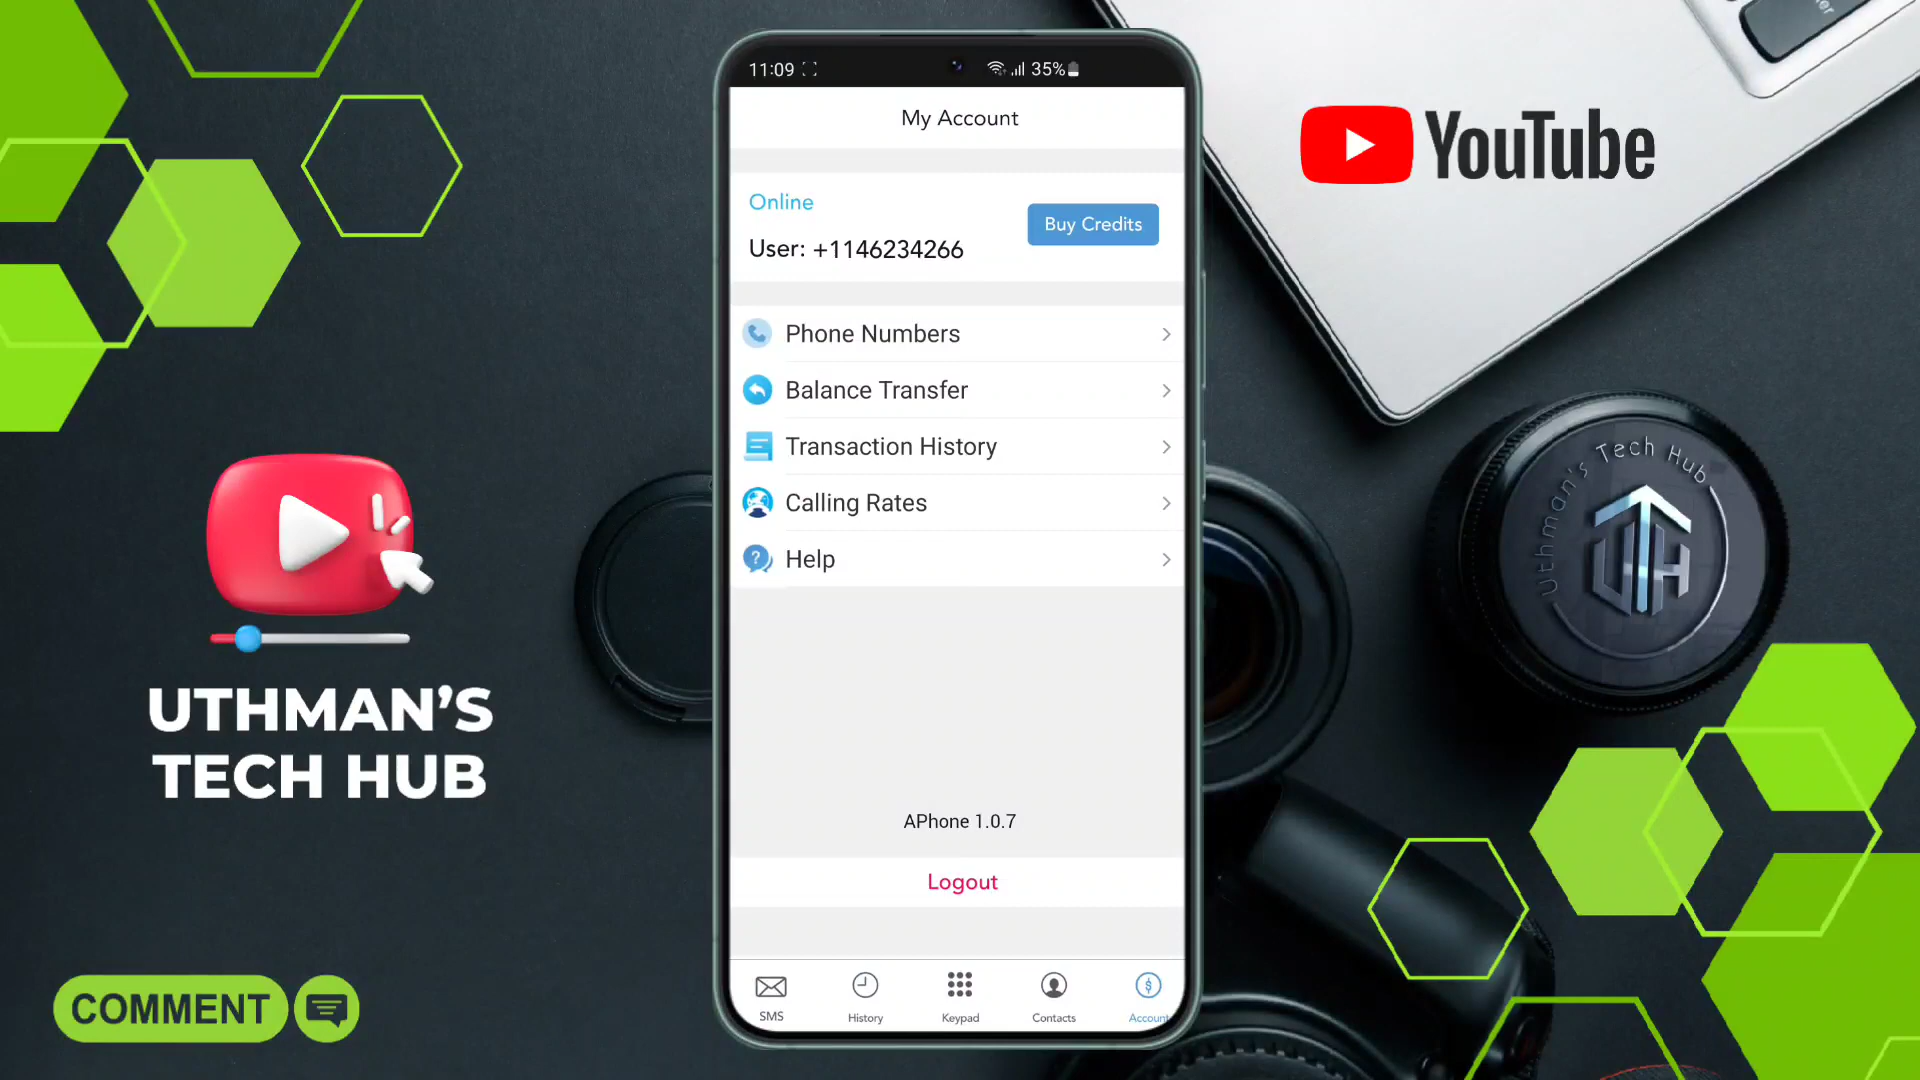 11:09
35%
My Account
Online
User: +1146234266
Buy Credits
Phone Numbers
Balance Transfer
Transaction History
Calling Rates
Help
APhone 1.0.7
Logout
SMS
History
Keypad
Contacts
Account
YouTube
Uthman's Tech Hub
UTH
UTHMAN’S
TECH HUB
COMMENT